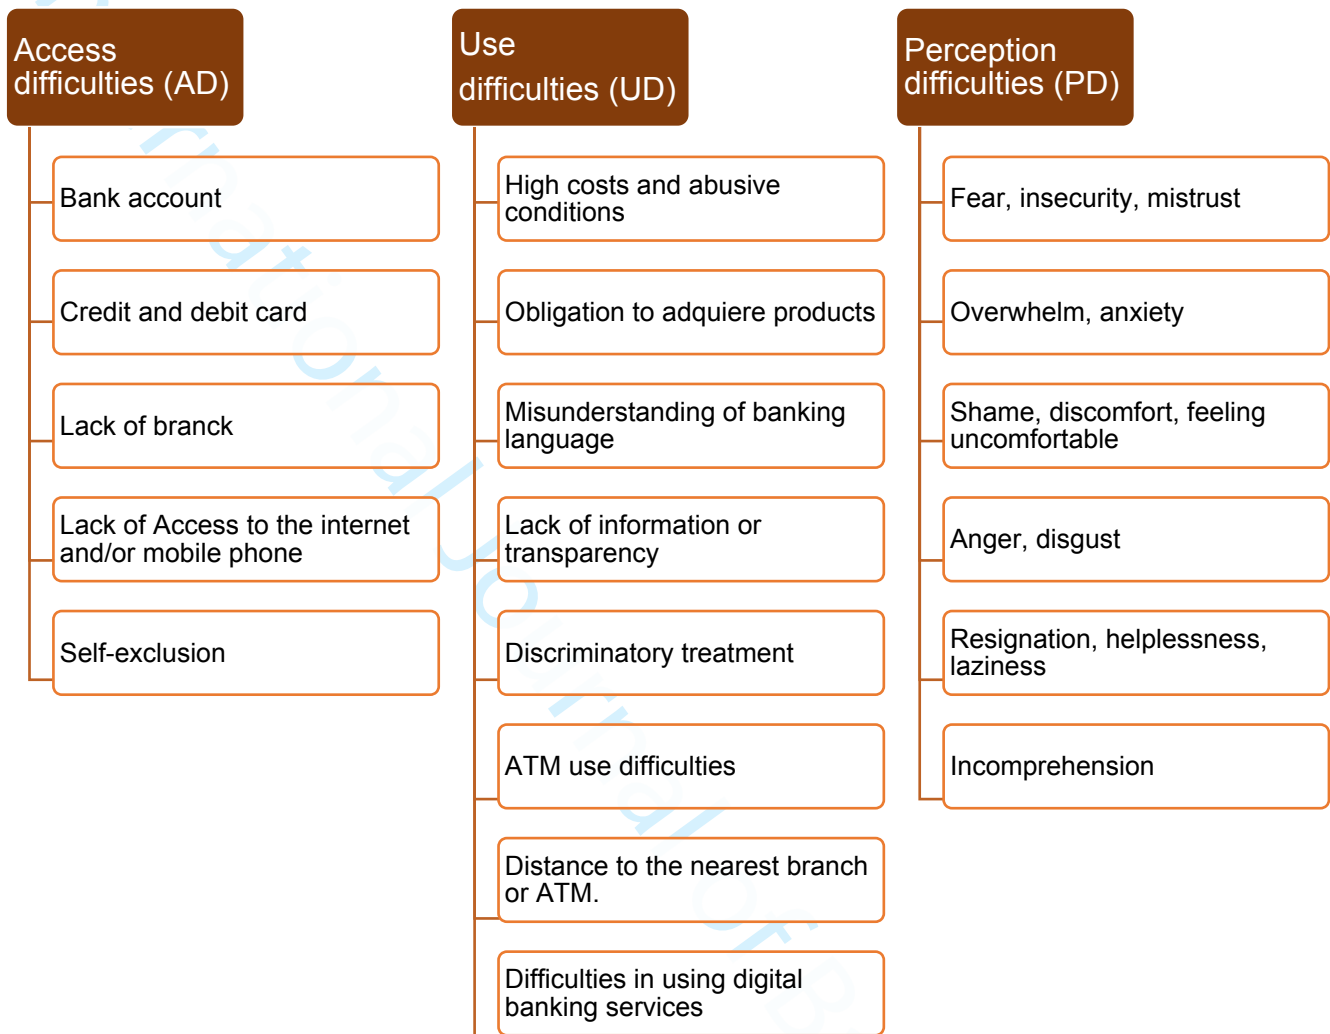 Access
difficulties (AD)
Bank account
Credit and debit card
Lack of branck
Lack of Access to the internet
and/or mobile phone
Self-exclusion
Use
difficulties (UD)
High costs and abusive
conditions
Obligation to adquiere products
Misunderstanding of banking
language
Lack of information or
transparency
Discriminatory treatment
ATM use difficulties
Distance to the nearest branch
or ATM.
Difficulties in using digital
banking services
Perception
difficulties (PD)
Fear, insecurity, mistrust
Overwhelm, anxiety
Shame, discomfort, feeling
uncomfortable
Anger, disgust
Resignation, helplessness,
laziness
Incomprehension
Journal of